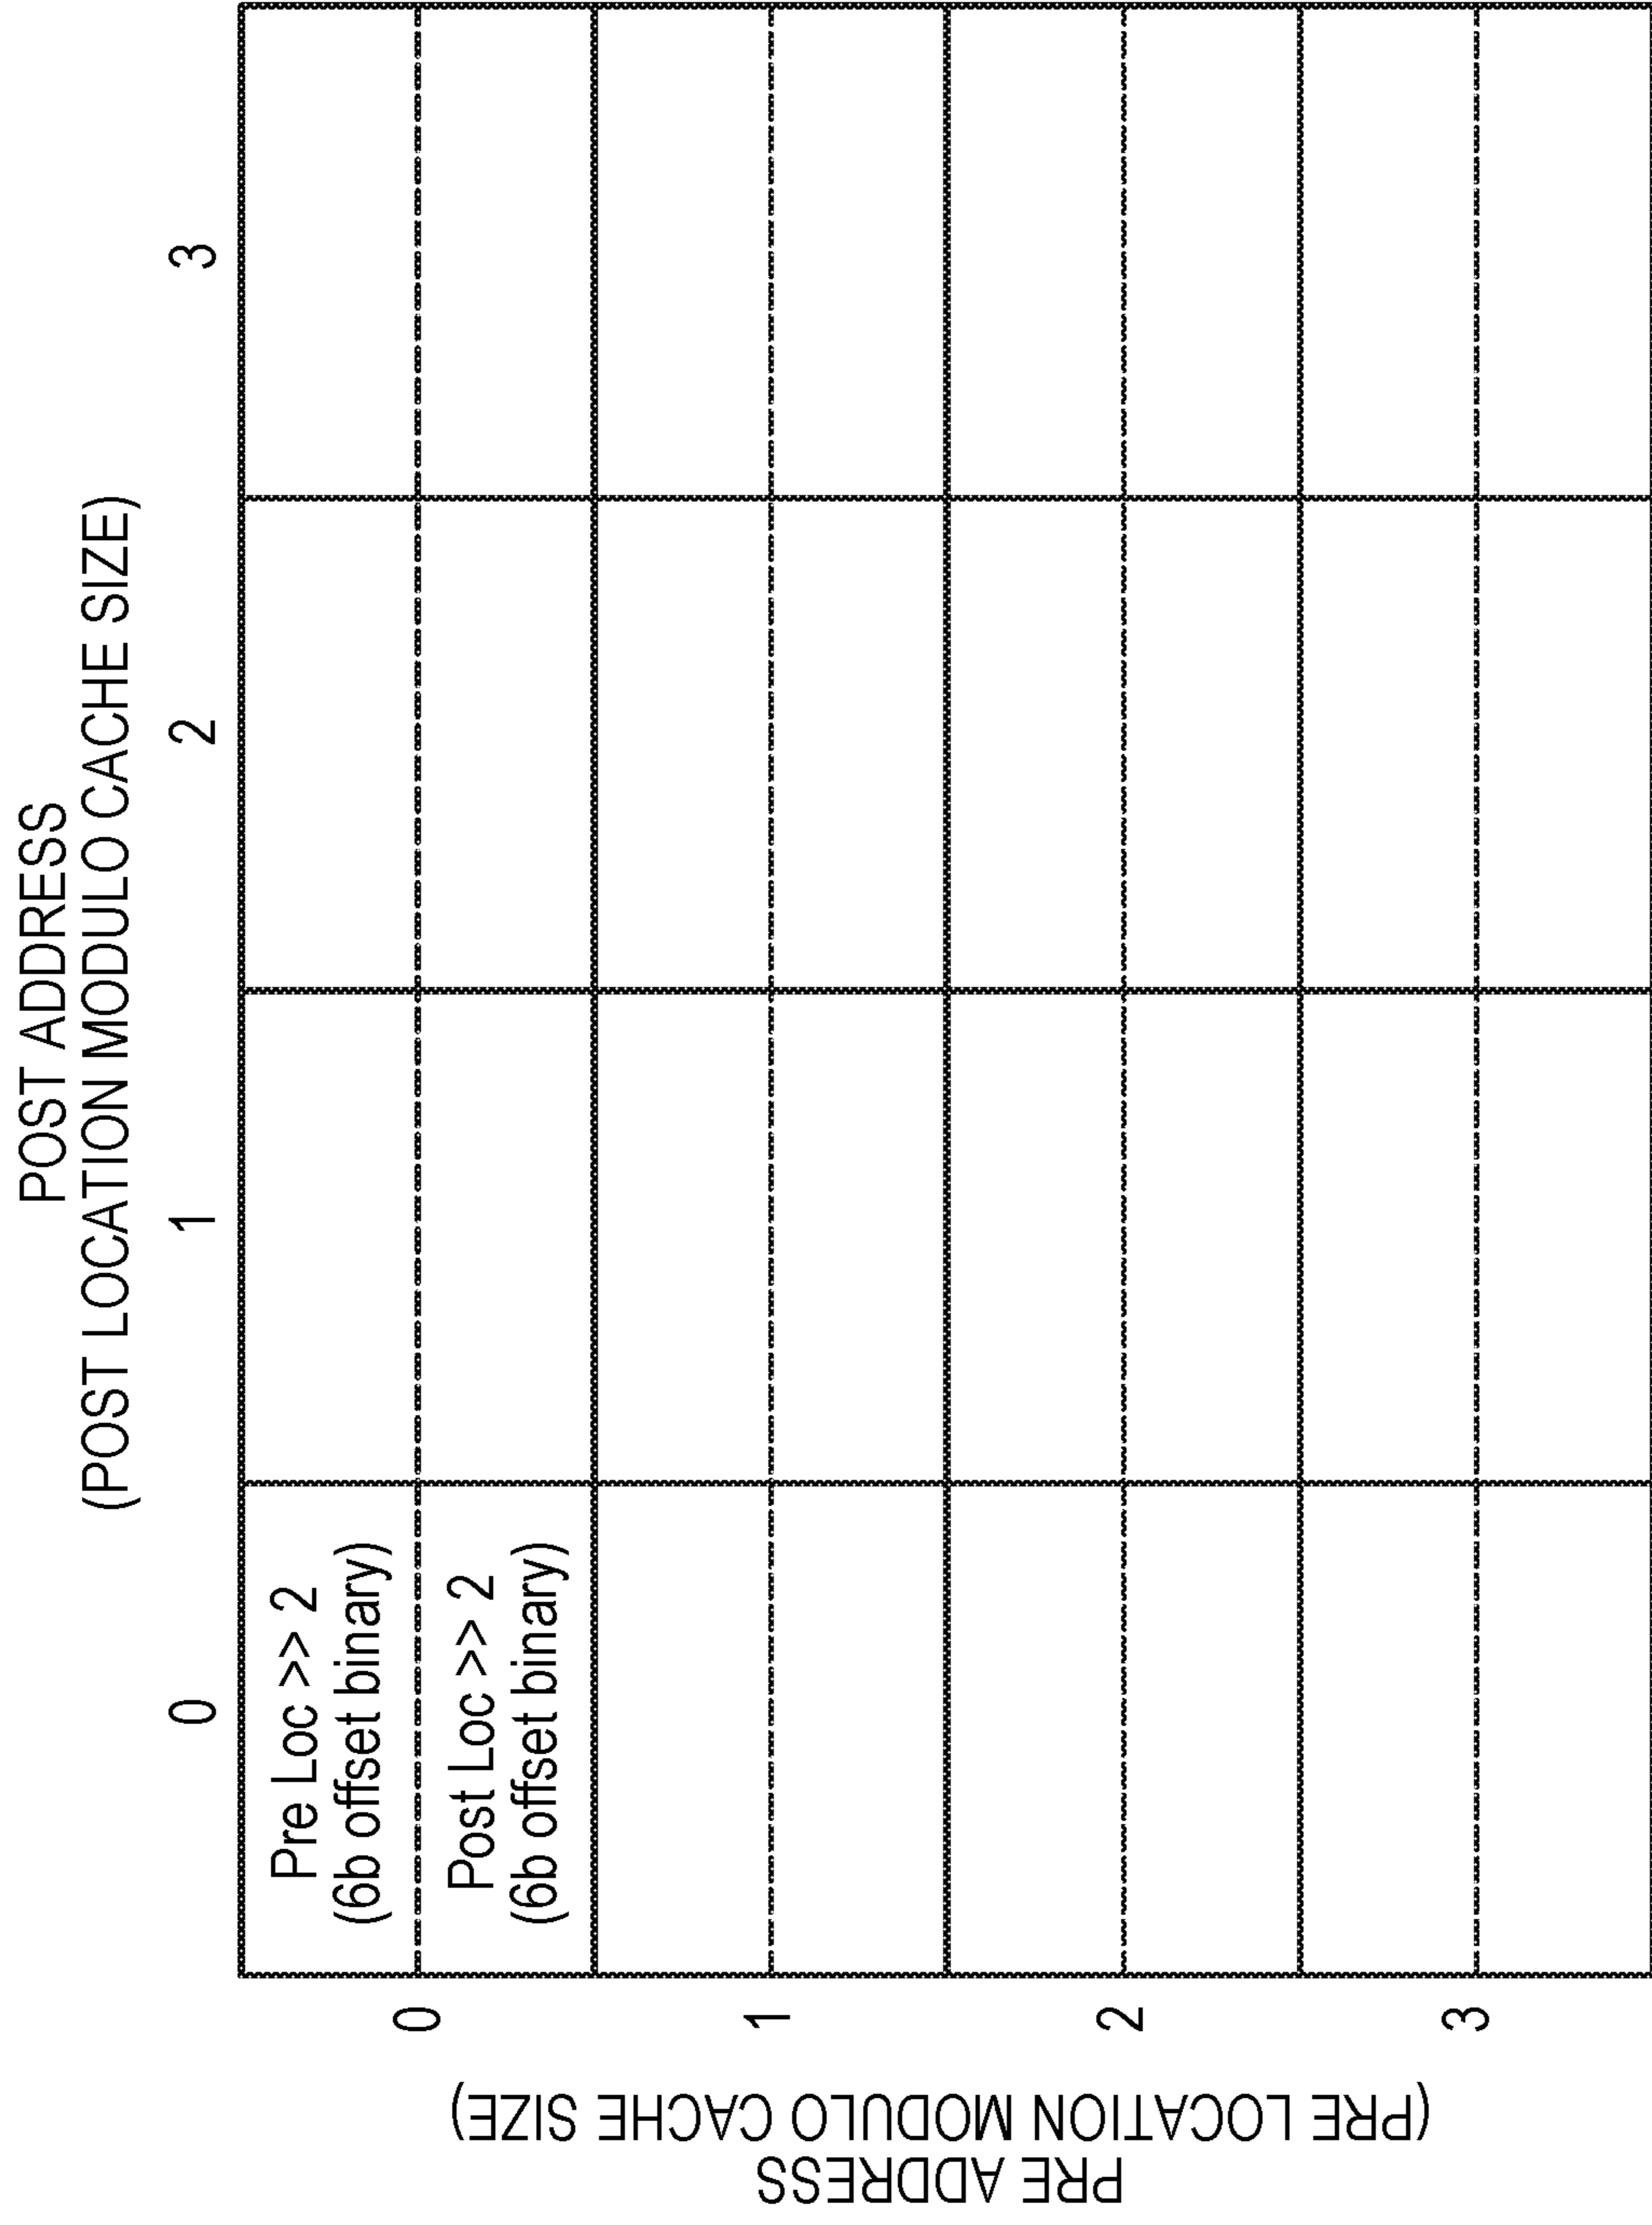 POST ADDRESS
(POST LOCATION MODULO CACHE SIZE)
0 1 2 3
PRE ADDRESS
(PRE LOCATION MODULO CACHE SIZE)
0
Pre Loc >> 2
(6b offset binary)
Post Loc >> 2
(6b offset binary)
1
2
3